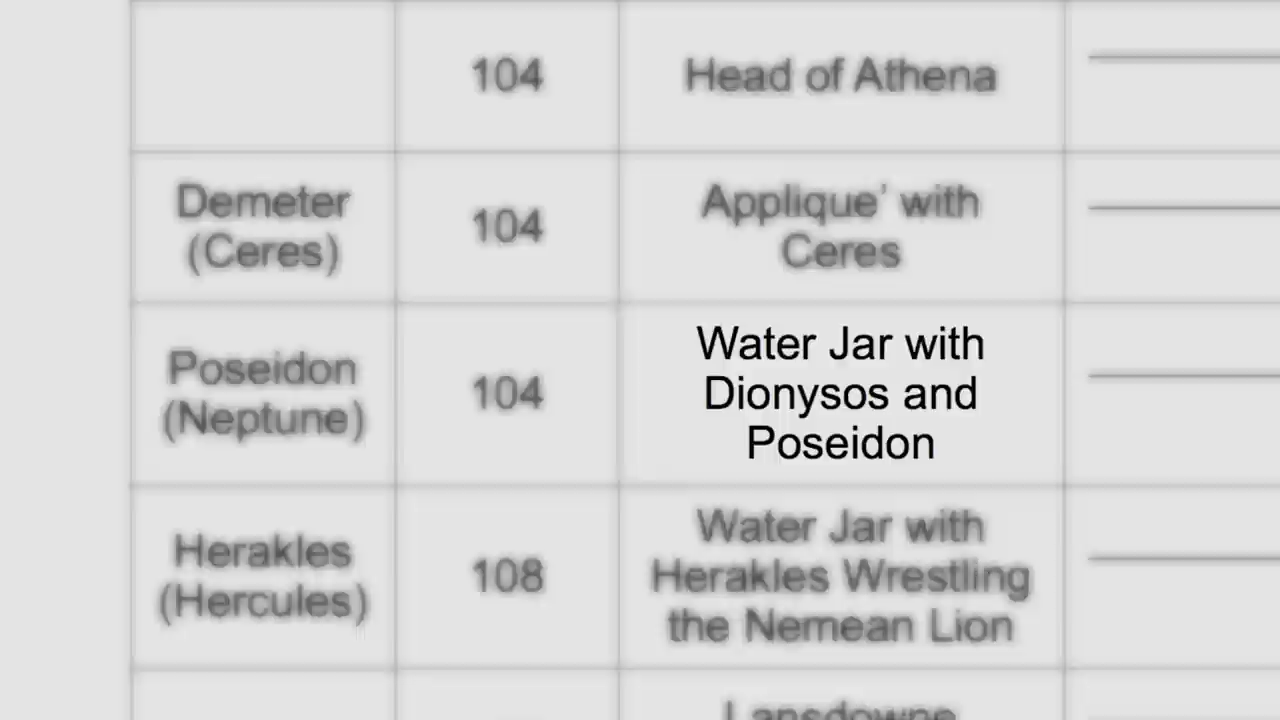 104
Head of Athena
Demeter
(Ceres)
104
Applique’ with
Ceres
Poseidon
(Neptune)
104
Water Jar with
Dionysos and
Poseidon
Herakles
(Hercules)
108
Water Jar with
Herakles Wrestling
the Nemean Lion
Lansdowne